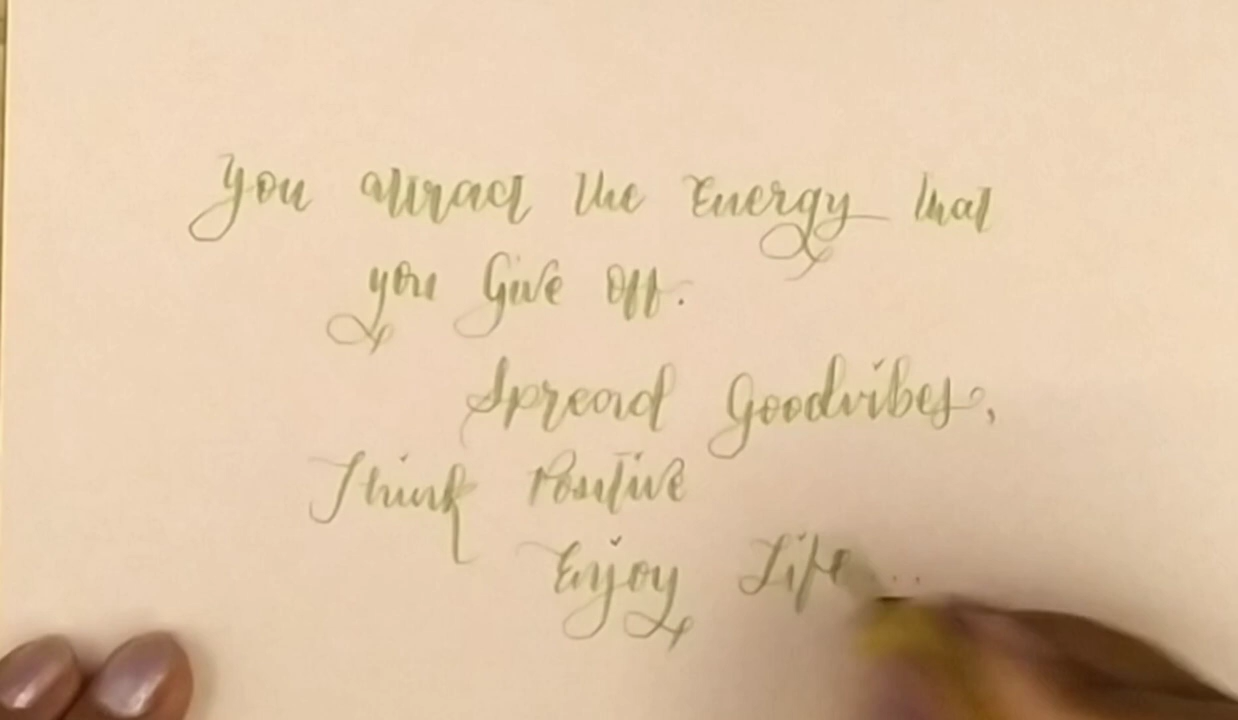 you attract the Energy that
you Give off.
Spread Goodvibes,
Think Positive
Enjoy Life...